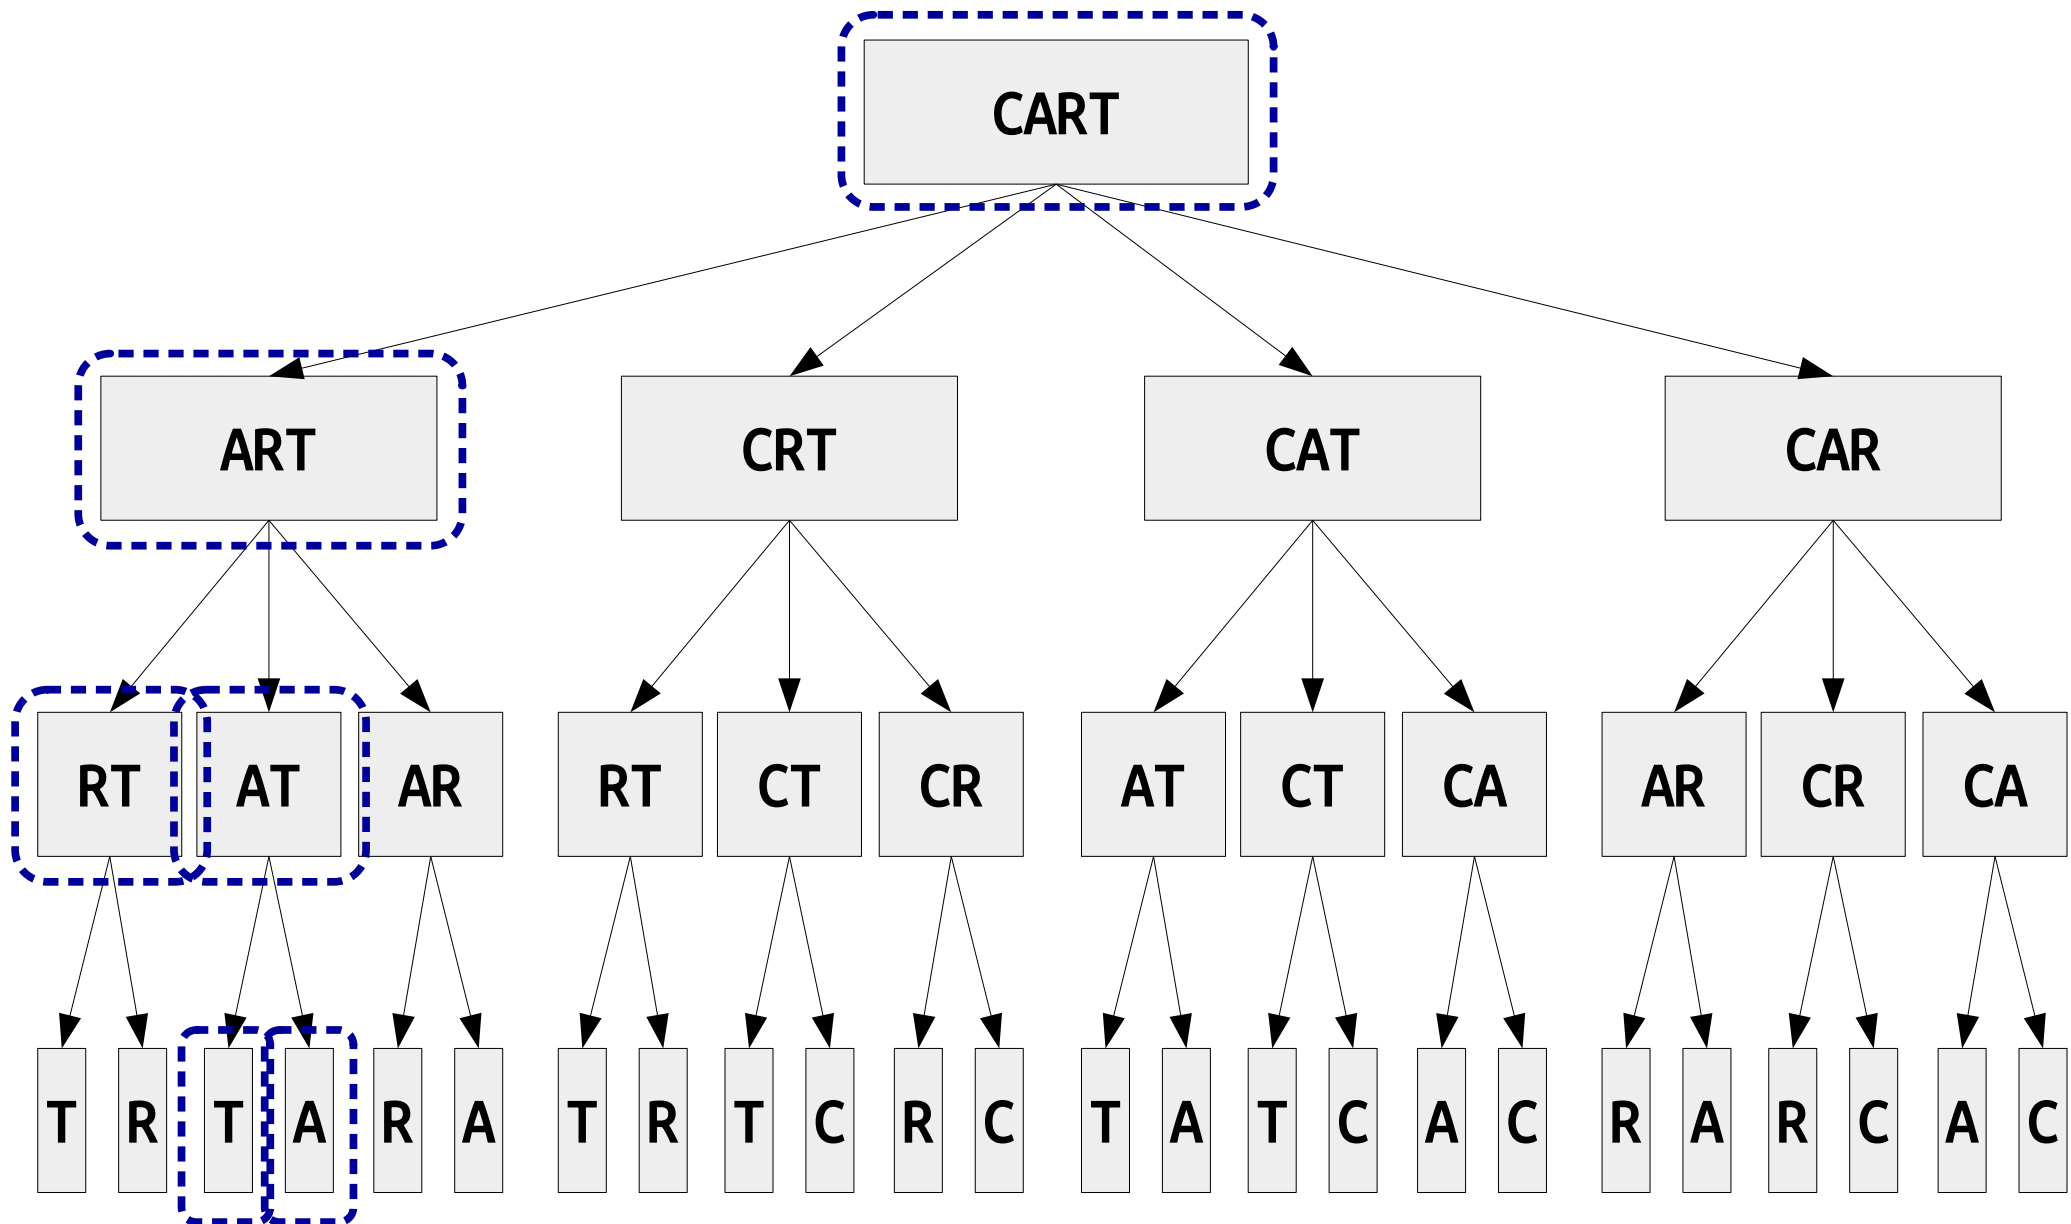 CART
ART CRT CAT CAR
RT AT AR RT CT CR AT CT CA AR CR CA
T R T A R A T R T C R C T A T C A C R A R C A C